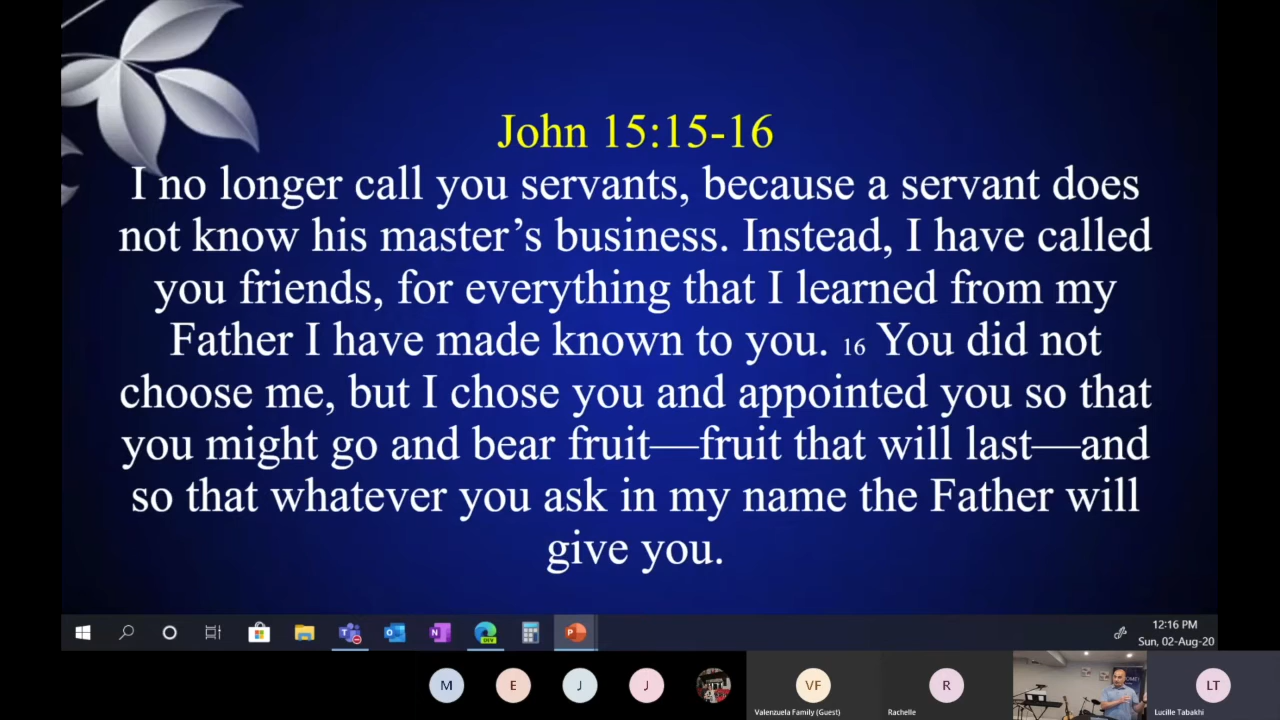 John 15:15-16
I no longer call you servants, because a servant does
not know his master’s business. Instead, I have called
you friends, for everything that I learned from my
Father I have made known to you. 16 You did not
choose me, but I chose you and appointed you so that
you might go and bear fruit—fruit that will last—and
so that whatever you ask in my name the Father will
give you.
12:16 PM
Sun, 02-Aug-20
M E J J VF R LT
Valenzuela Family (Guest) Rachelle Lucille Tabakhi